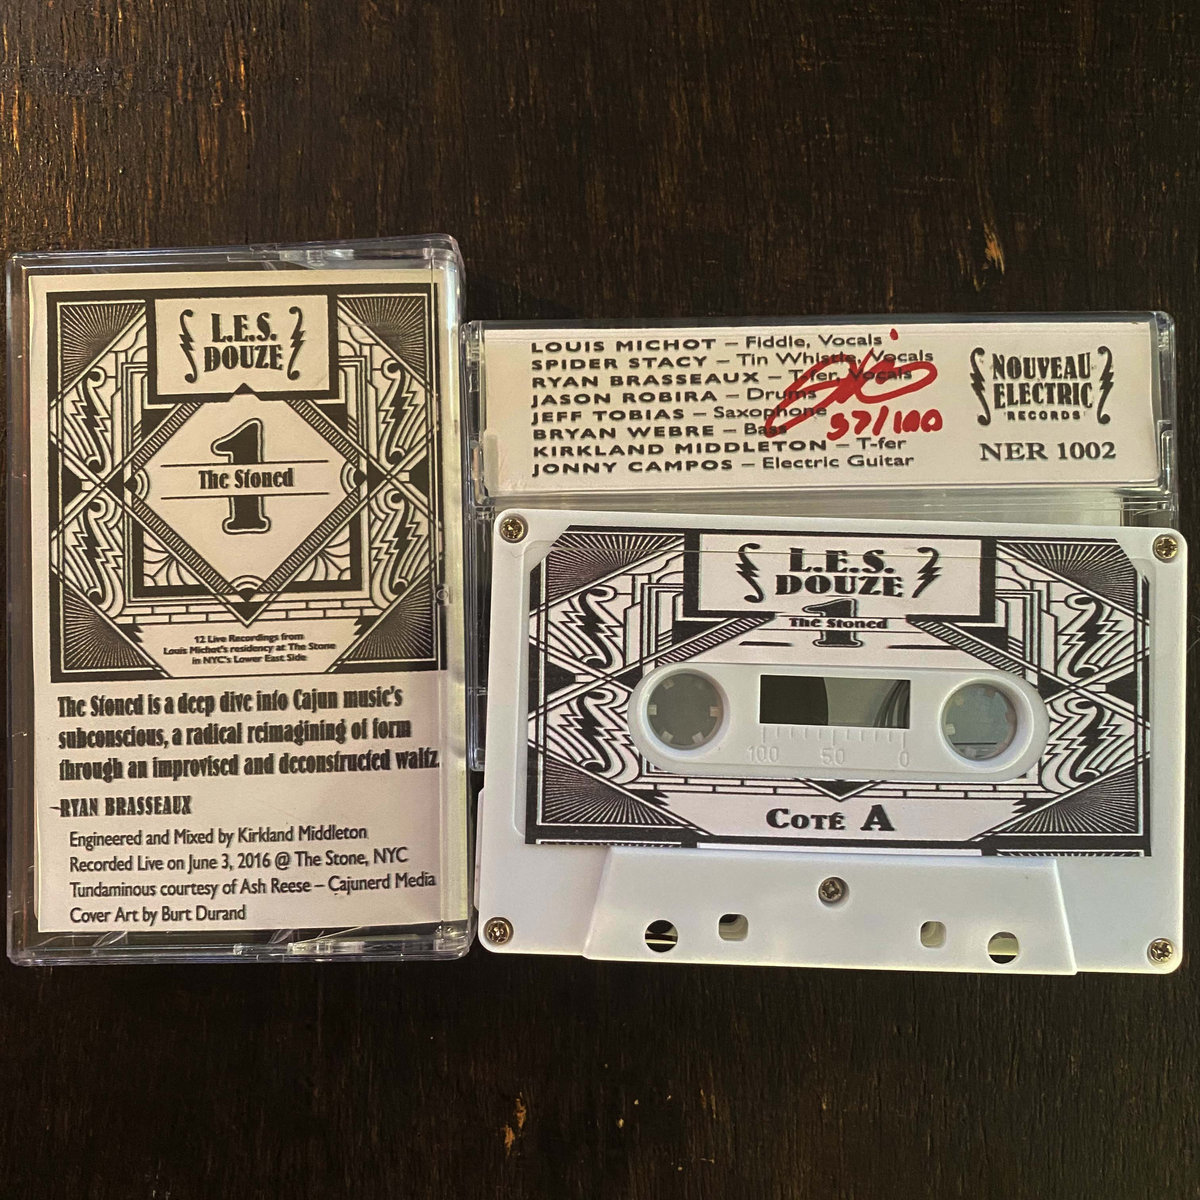 L.E.S.
DOUZE
1
The Stoned
12 Live Recordings from
Louis Michot's residency at The Stone
in NYC's Lower East Side
The Stoned is a deep dive into Cajun music's
subconscious, a radical reimagining of form
through an improvised and deconstructed waltz.
–RYAN BRASSEAUX
Engineered and Mixed by Kirkland Middleton
Recorded Live on June 3, 2016 @ The Stone, NYC
Tundaminous courtesy of Ash Reese – Cajunerd Media
Cover Art by Burt Durand
LOUIS MICHOT – Fiddle, Vocals
SPIDER STACY – Tin Whistle, Vocals
RYAN BRASSEAUX – T-fer, Vocals
JASON ROBIRA – Drums
JEFF TOBIAS – Saxophone
BRYAN WEBRE – Bass
KIRKLAND MIDDLETON – T-fer
JONNY CAMPOS – Electric Guitar
37/100
NOUVEAU
ELECTRIC
RECORDS
NER 1002
L.E.S.
DOUZE
1
The Stoned
100 50 0
COTÉ A